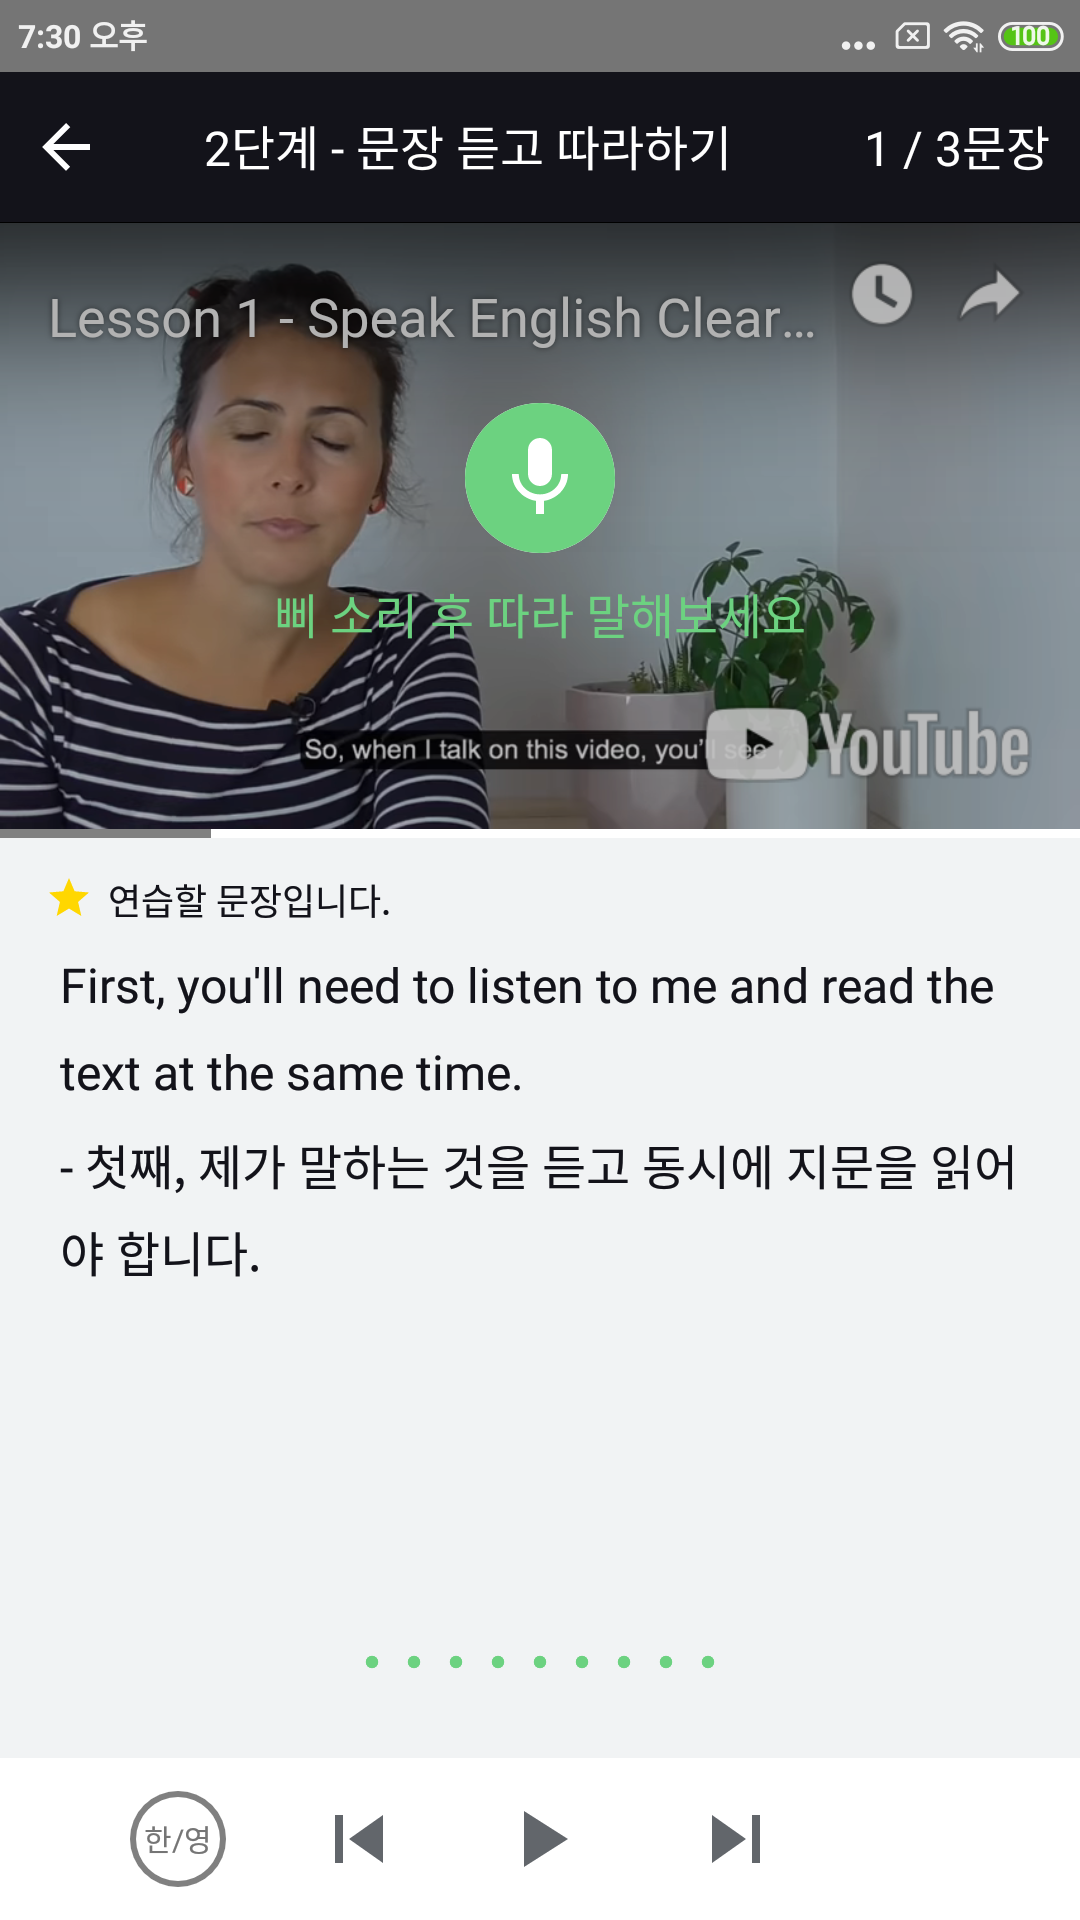 7:30 오후
100
2단계 - 문장 듣고 따라하기
1 / 3문장
Lesson 1 - Speak English Clear...
삐 소리 후 따라 말해보세요
So, when I talk on this video, you'll see
YouTube
연습할 문장입니다.
First, you'll need to listen to me and read the
text at the same time.
- 첫째, 제가 말하는 것을 듣고 동시에 지문을 읽어
야 합니다.
한/영